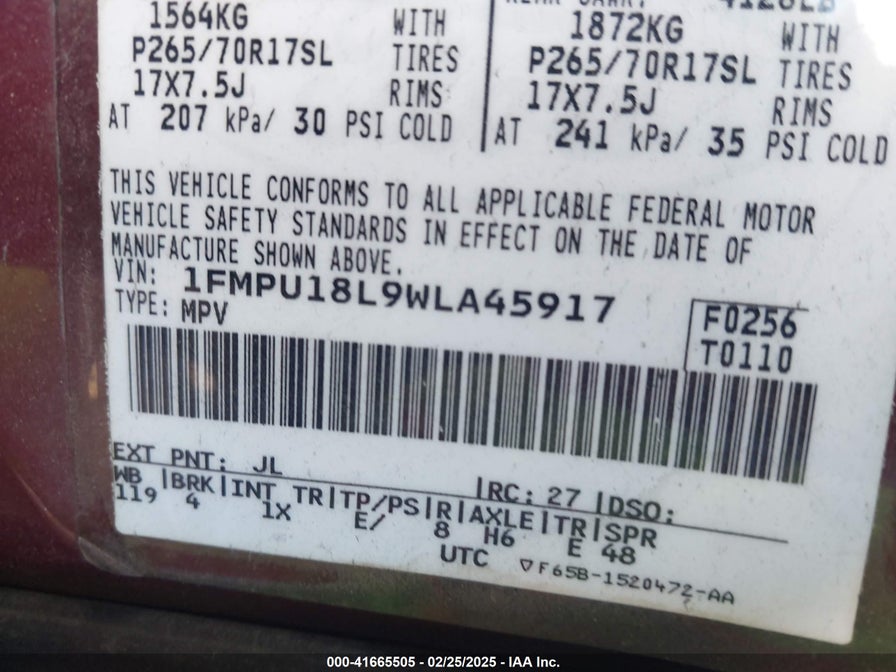 1564KG WITH
P265/70R17SL TIRES
17X7.5J RIMS
AT 207 kPa/ 30 PSI COLD
4128LB
1872KG WITH
P265/70R17SL TIRES
17X7.5J RIMS
AT 241 kPa/ 35 PSI COLD
THIS VEHICLE CONFORMS TO ALL APPLICABLE FEDERAL MOTOR
VEHICLE SAFETY STANDARDS IN EFFECT ON THE DATE OF
MANUFACTURE SHOWN ABOVE.
VIN: 1FMPU18L9WLA45917
TYPE: MPV
F0256
T0110
EXT PNT: JL |RC: 27 |DSO:
WB |BRK|INT TR|TP/PS|R|AXLE|TR|SPR
119 4 1X E/ 8 H6 E 48
UTC ▽F65B-1520472-AA
000-41665505 - 02/25/2025 - IAA Inc.